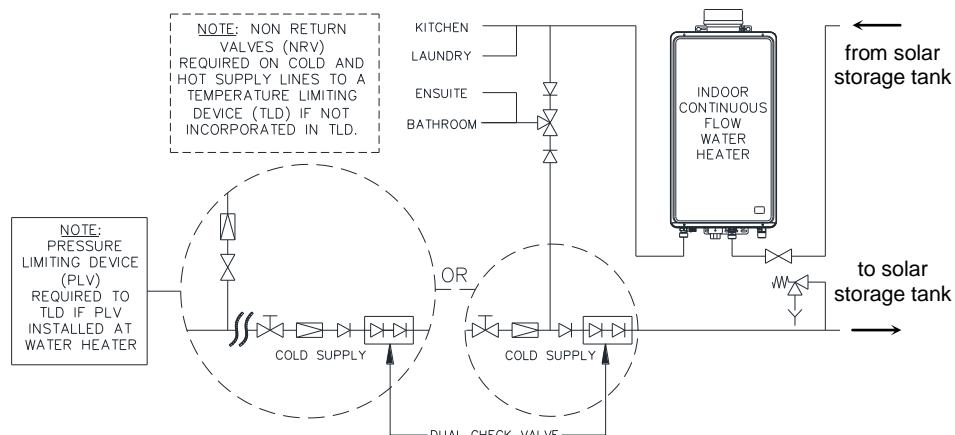 NOTE: NON RETURN
VALVES (NRV)
REQUIRED ON COLD AND
HOT SUPPLY LINES TO A
TEMPERATURE LIMITING
DEVICE (TLD) IF NOT
INCORPORATED IN TLD.
KITCHEN
LAUNDRY
ENSUITE
BATHROOM
INDOOR
CONTINUOUS
FLOW
WATER
HEATER
from solar
storage tank
NOTE:
PRESSURE
LIMITING DEVICE
(PLV)
REQUIRED TO
TLD IF PLV
INSTALLED AT
WATER HEATER
OR
to solar
storage tank
COLD SUPPLY
COLD SUPPLY
DUAL CHECK VALVE